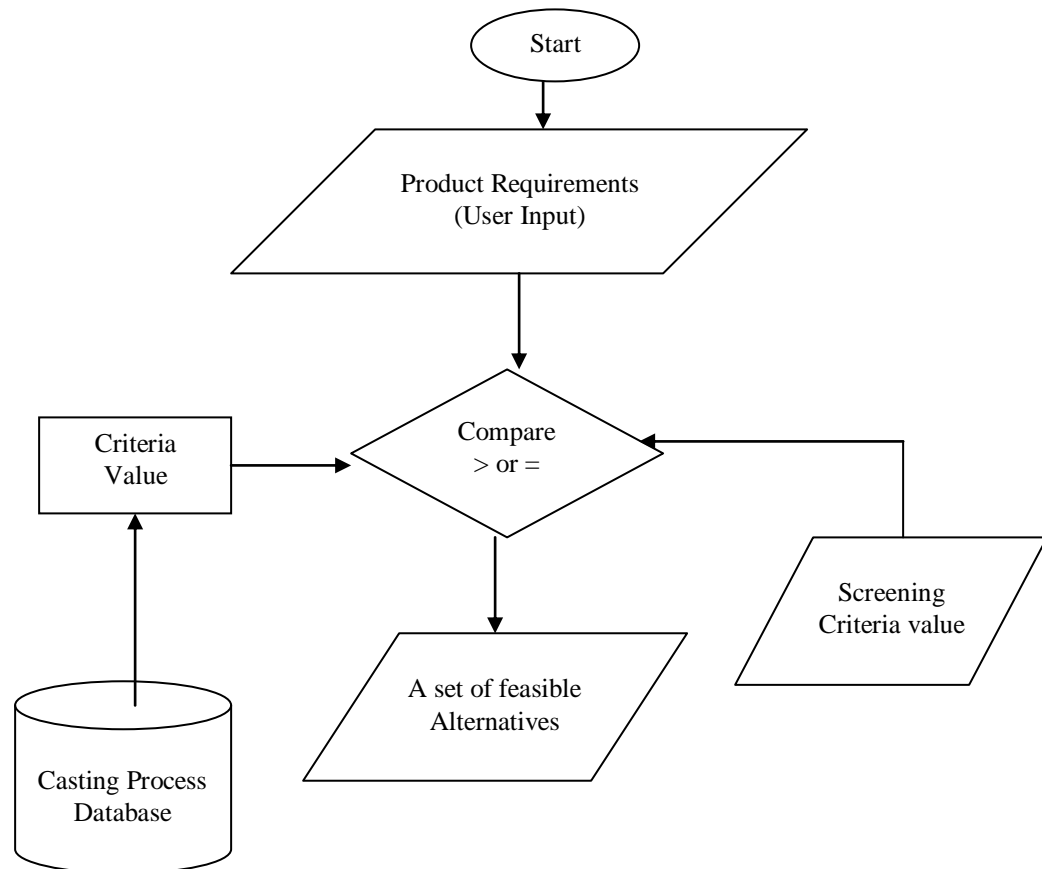 Start
Product Requirements
(User Input)
Compare
> or =
Criteria
Value
Screening
Criteria value
A set of feasible
Alternatives
Casting Process
Database